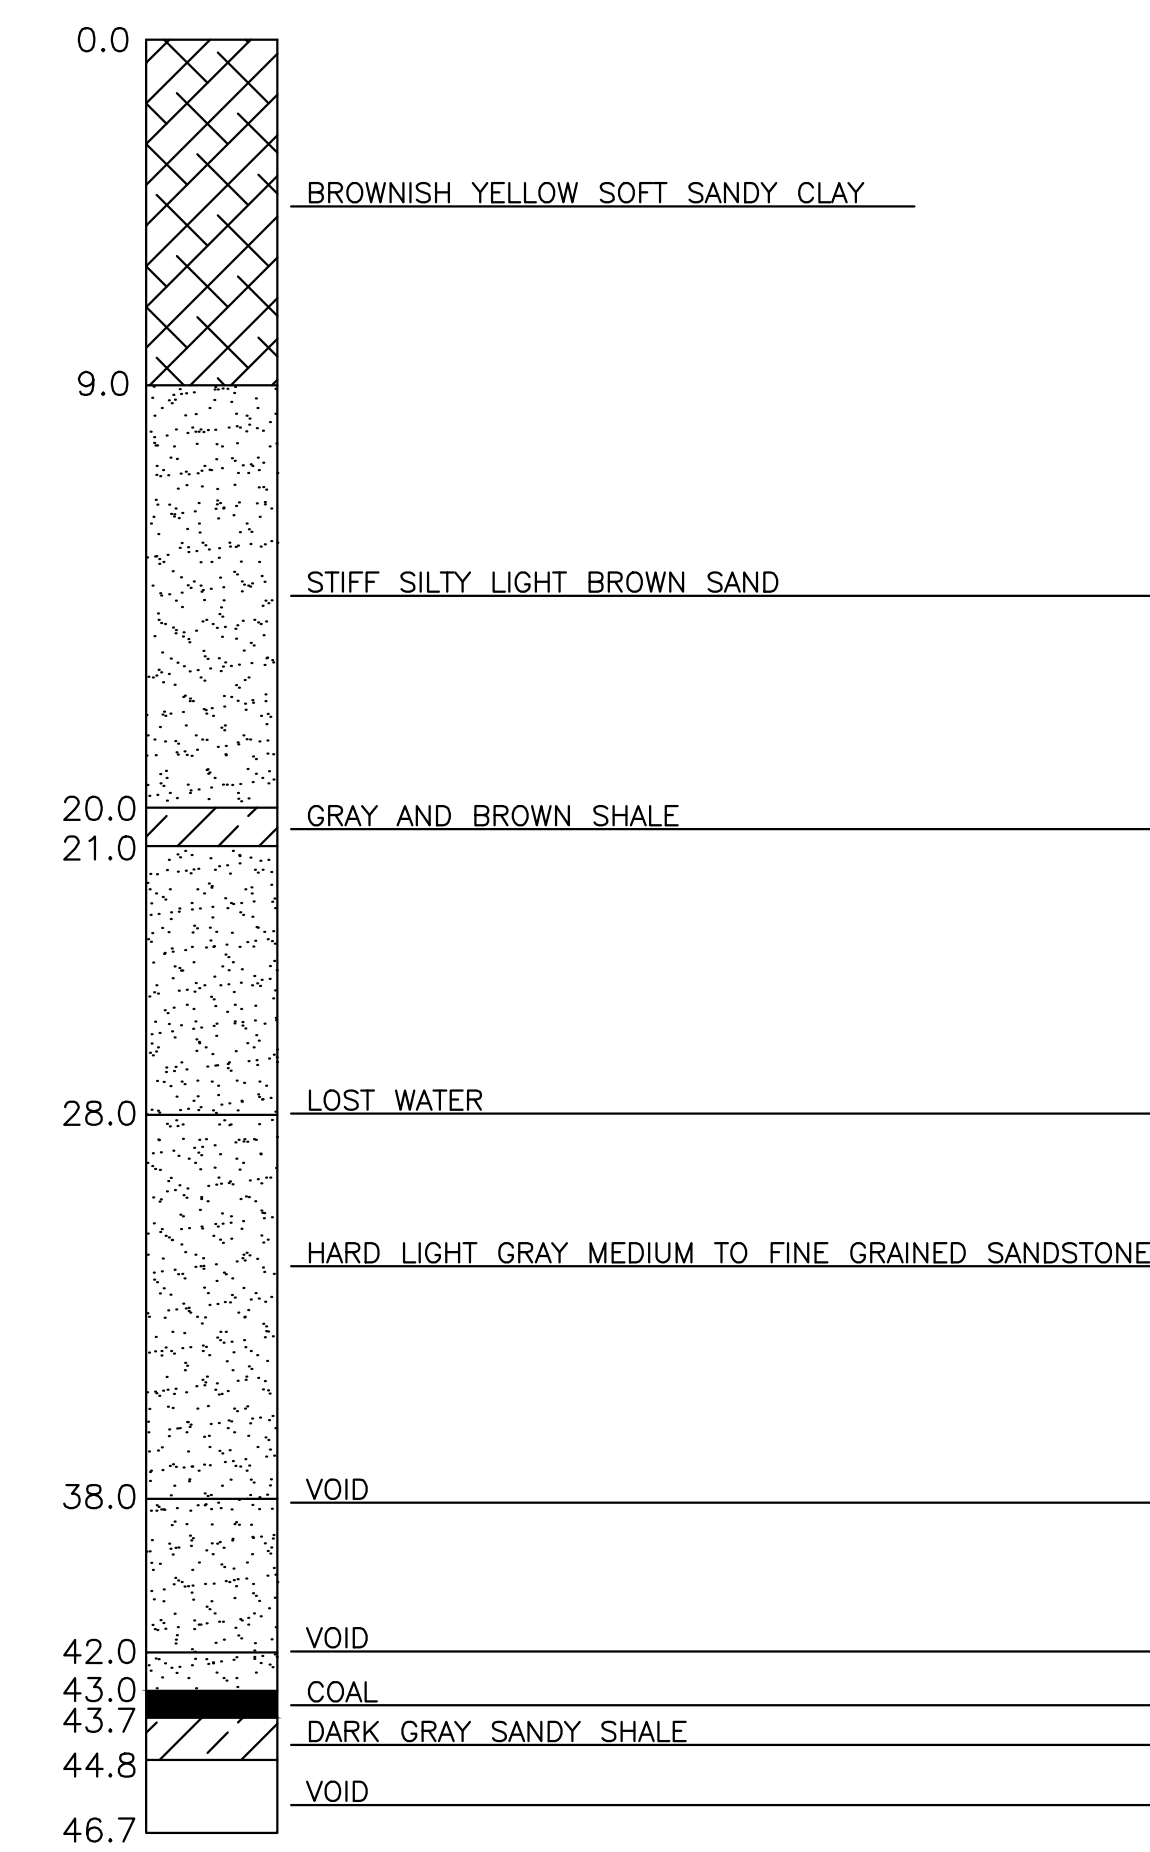 0.0
BROWNISH YELLOW SOFT SANDY CLAY
9.0
STIFF SILTY LIGHT BROWN SAND
20.0
GRAY AND BROWN SHALE
21.0
LOST WATER
28.0
HARD LIGHT GRAY MEDIUM TO FINE GRAINED SANDSTONE
38.0
VOID
42.0
VOID
43.0
COAL
43.7
DARK GRAY SANDY SHALE
44.8
VOID
46.7